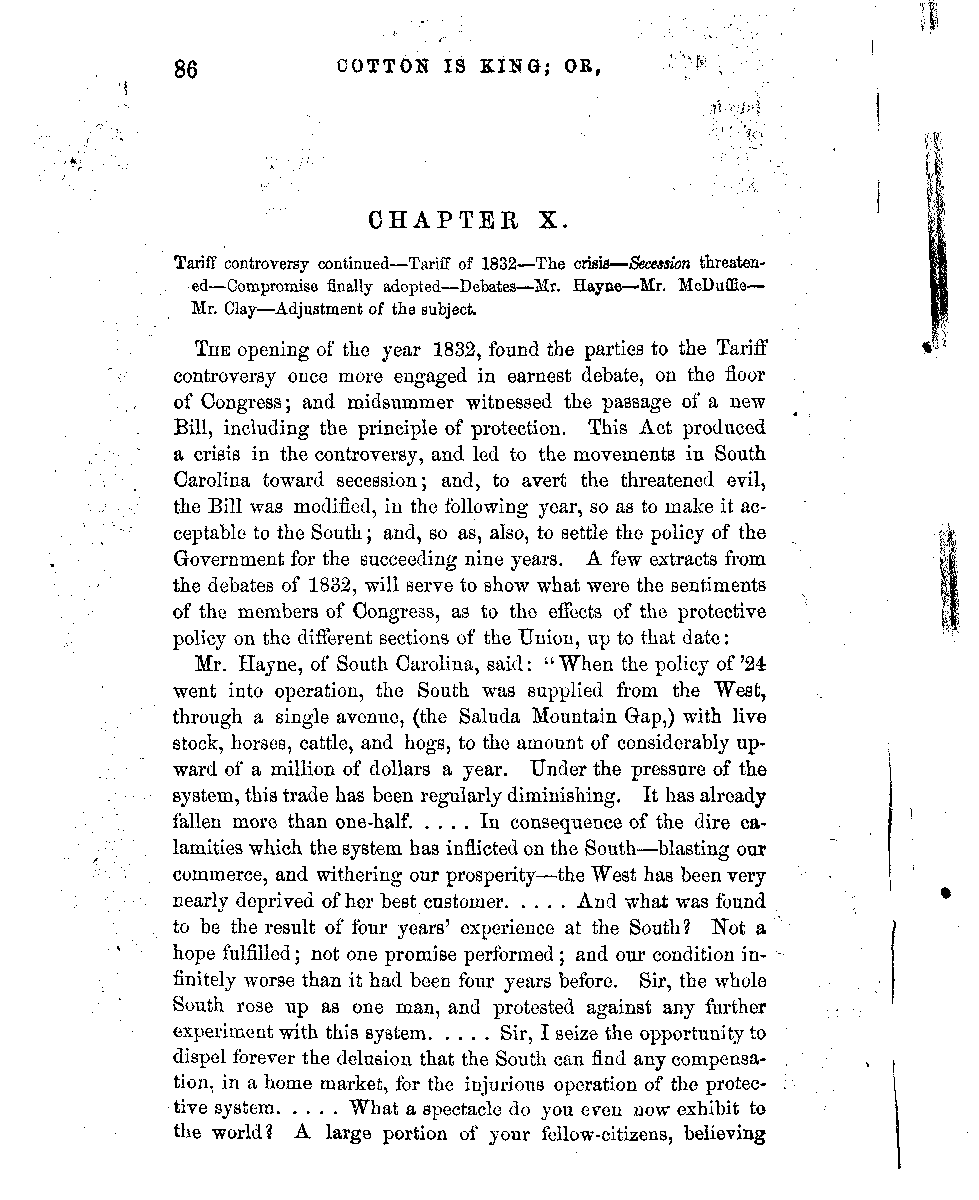 86
COTTON IS KING; OR,
CHAPTER X.
Tariff controversy continued—Tariff of 1832—The crisis—Secession threaten-
ed—Compromise finally adopted—Debates—Mr. Hayne—Mr. McDuffie—
Mr. Clay—Adjustment of the subject.
THE opening of the year 1832, found the parties to the Tariff
controversy once more engaged in earnest debate, on the floor
of Congress; and midsummer witnessed the passage of a new
Bill, including the principle of protection. This Act produced
a crisis in the controversy, and led to the movements in South
Carolina toward secession; and, to avert the threatened evil,
the Bill was modified, in the following year, so as to make it ac-
ceptable to the South; and, so as, also, to settle the policy of the
Government for the succeeding nine years. A few extracts from
the debates of 1832, will serve to show what were the sentiments
of the members of Congress, as to the effects of the protective
policy on the different sections of the Union, up to that date:
Mr. Hayne, of South Carolina, said: "When the policy of '24
went into operation, the South was supplied from the West,
through a single avenue, (the Saluda Mountain Gap,) with live
stock, horses, cattle, and hogs, to the amount of considerably up-
ward of a million of dollars a year. Under the pressure of the
system, this trade has been regularly diminishing. It has already
fallen more than one-half. . . . . In consequence of the dire ca-
lamities which the system has inflicted on the South—blasting our
commerce, and withering our prosperity—the West has been very
nearly deprived of her best customer. . . . . And what was found
to be the result of four years' experience at the South? Not a
hope fulfilled; not one promise performed; and our condition in-
finitely worse than it had been four years before. Sir, the whole
South rose up as one man, and protested against any further
experiment with this system. . . . . Sir, I seize the opportunity to
dispel forever the delusion that the South can find any compensa-
tion, in a home market, for the injurious operation of the protec-
tive system. . . . . What a spectacle do you even now exhibit to
the world? A large portion of your fellow-citizens, believing